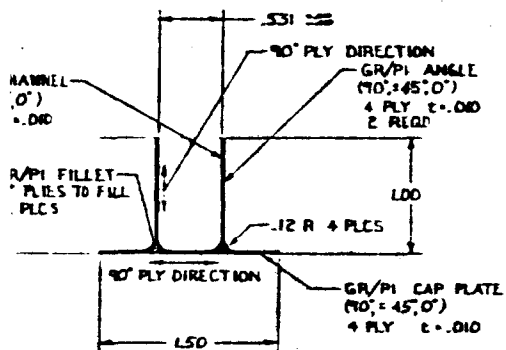 .531
90° PLY DIRECTION
HANNEL
,0°)
=.010
GR/PI ANGLE
(90°,±45°,0°)
4 PLY t=.010
2 REQD
R/PI FILLET
° PLIES TO FILL
PLCS
1.00
.12 R 4 PLCS
90° PLY DIRECTION
GR/PI CAP PLATE
(90°,±45°,0°)
4 PLY t=.010
1.50